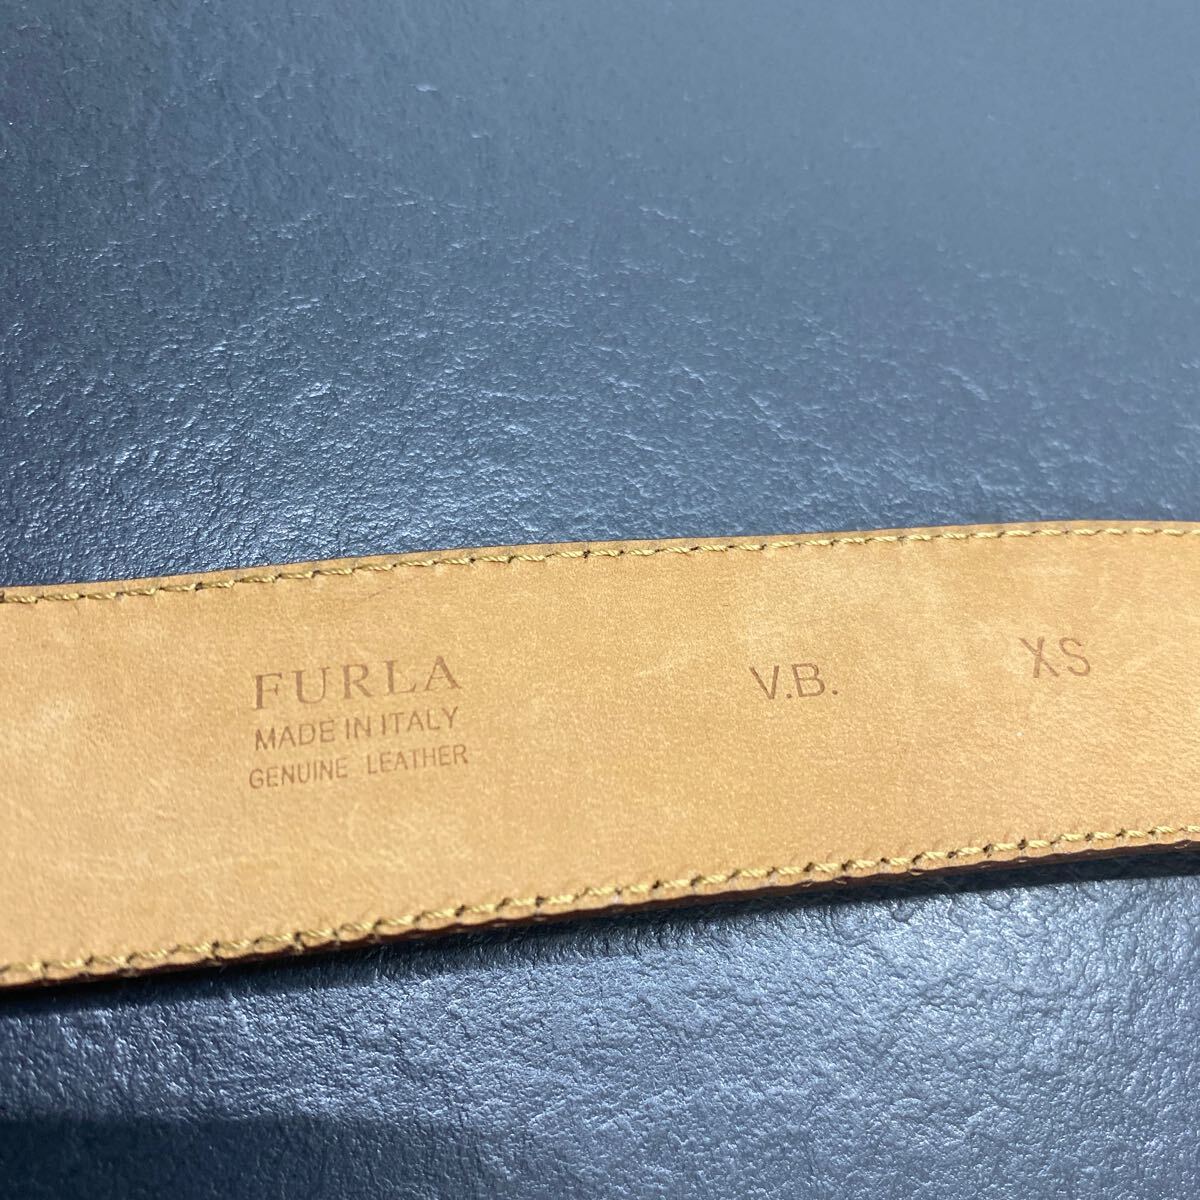 FURLA
MADE IN ITALY
GENUINE LEATHER
V.B.
XS